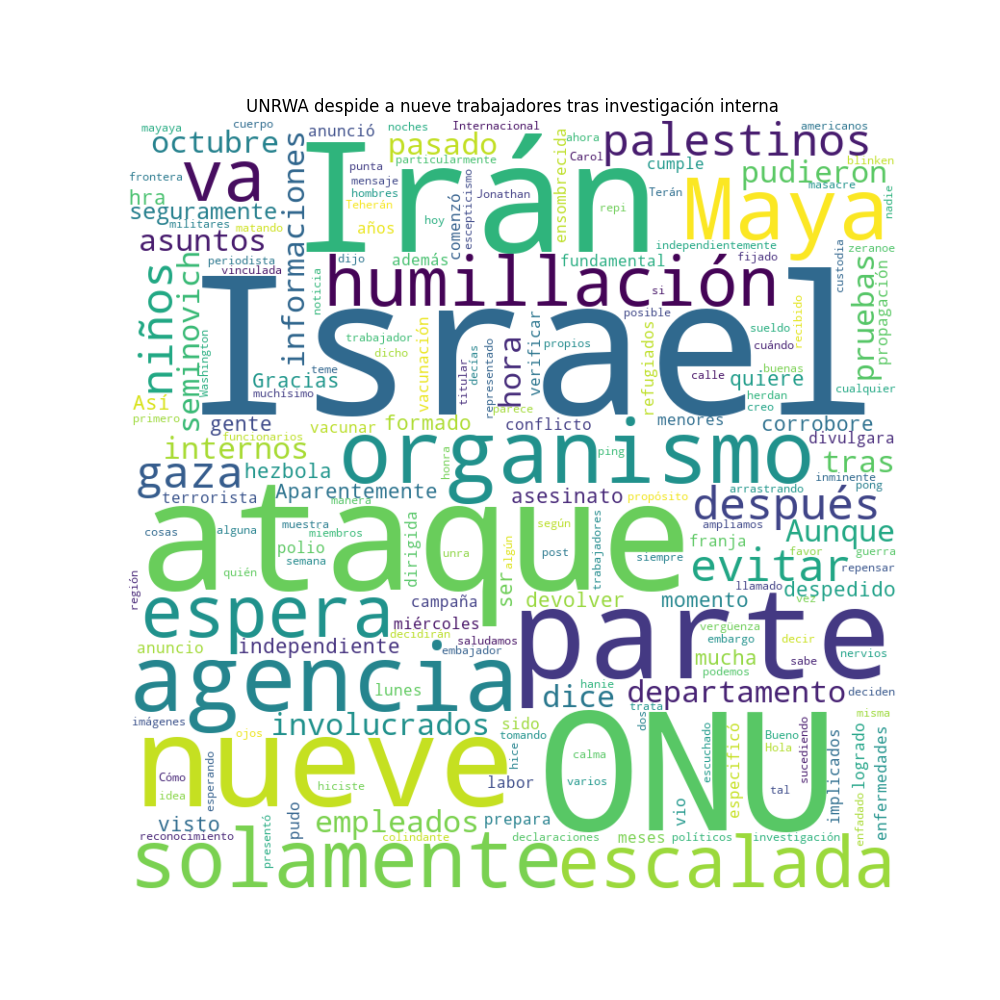 UNRWA despide a nueve trabajadores tras investigación interna
mayaya
cuerpo
octubre
anunció
noches
Internacional
americanos
pasado
palestinos
ahora
particularmente
punta
Carol
cumple
blinken
frontera
va
informaciones
Irán
mensaje
hombres
Jonathan
Terán
Maya
pudieron
masacre
nadie
hra
Teherán
escepticismo
ensombrecida
seguramente
militares
matando
años
hoy
comenzó
repi
asuntos
independientemente
custodia
zeranoe
periodista
vinculada
dijo
además
fundamental
fijado
niños
seminovich
noticia
humillación
si
pruebas
propagación
Israel
posible
Washington
trabajador
dicho
vacunación
titular
decías
representado
hora
verificar
propios
refugiados
sueldo
cuándo
recibido
teme
Gracias
muchísimo
calle
quiere
buenas
cualquier
Así
parece
herdan
creo
primero
gente
vacunar
formado
conflicto
menores
corrobore
funcionarios
internos
organismo
ping
divulgara
gaza
hezbola
honra
tras
inminente
terrorista
Aparentemente
asesinato
propósito
arrastrando
pong
manera
después
cosas
alguna
muestra
miembros
ataque
según
ampliamos
Aunque
polio
semana
dirigida
unra
algún
post
trabajadores
siempre
franja
favor
guerra
quién
evitar
repensar
región
ser
llamado
despedido
espera
campaña
devolver
momento
vez
miércoles
decidirán
parte
vergüenza
anuncio
independiente
saludamos
embajador
embargo
decir
mucha
sabe
nervios
podemos
agencia
lunes
dice
hanie
departamento
deciden
trata
dos
imágenes
involucrados
ojos
sido
tomando
misma
nueve
ONU
calma
escuchado
especificó
Bueno
Hola
sucediendo
implicados
logrado
enfermedades
Cómo
idea
esperando
hice
hiciste
labor
varios
tal
visto
pudo
empleados
prepara
vio
enfadado
reconocimiento
presentó
colindante
declaraciones
meses
políticos
investigación
solamente
escalada